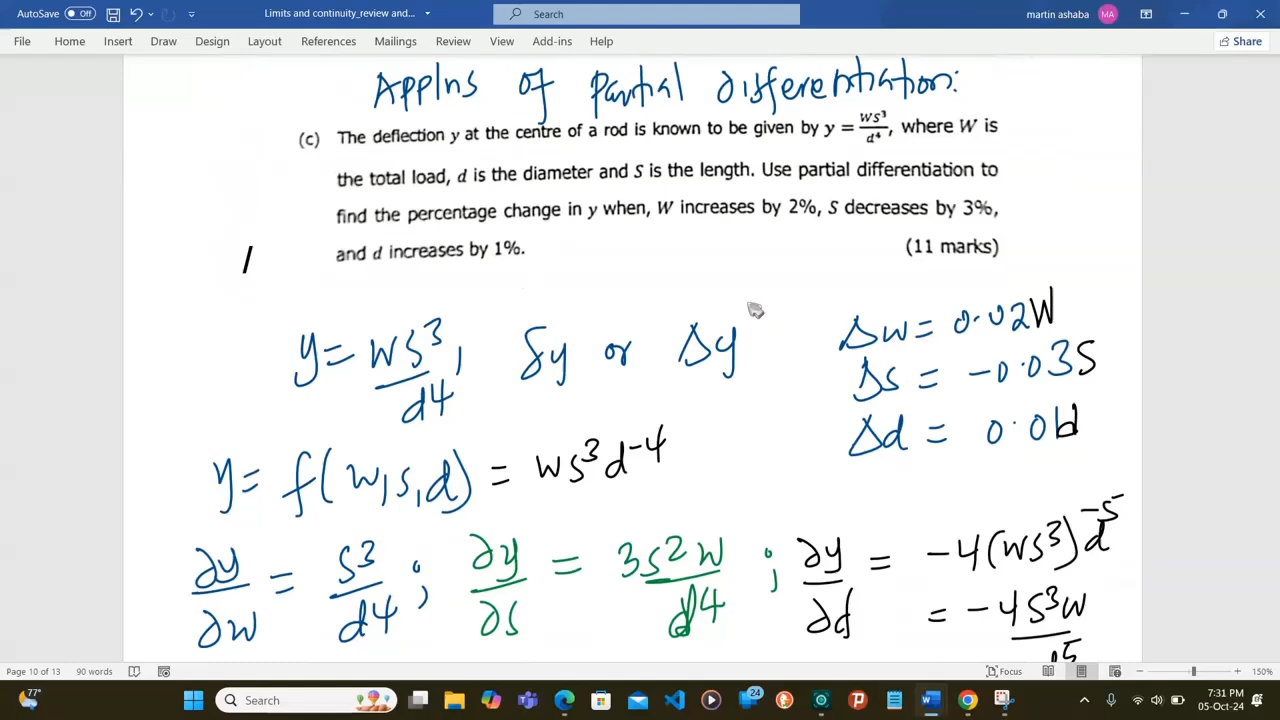 AutoSave Off Limits and continuity_review and... Search martin ashaba MA
File Home Insert Draw Design Layout References Mailings Review View Add-ins Help Share
Applns of Partial Differentiation:
(c) The deflection y at the centre of a rod is known to be given by y = WS³/d⁴, where W is
the total load, d is the diameter and S is the length. Use partial differentiation to
find the percentage change in y when, W increases by 2%, S decreases by 3%,
and d increases by 1%. (11 marks)
y = WS³/d⁴, δy or Δy
Δw = 0.02W
Δs = -0.03S
Δd = 0.01d
y = f(w,s,d) = WS³d⁻⁴
∂y/∂w = S³/d⁴ ; ∂y/∂s = 3S²W/d⁴ ; ∂y/∂d = -4(WS³)d⁻⁵
= -4S³W
Page 10 of 13 90 words Focus 150%
77° Search 24 7:31 PM
05-Oct-24